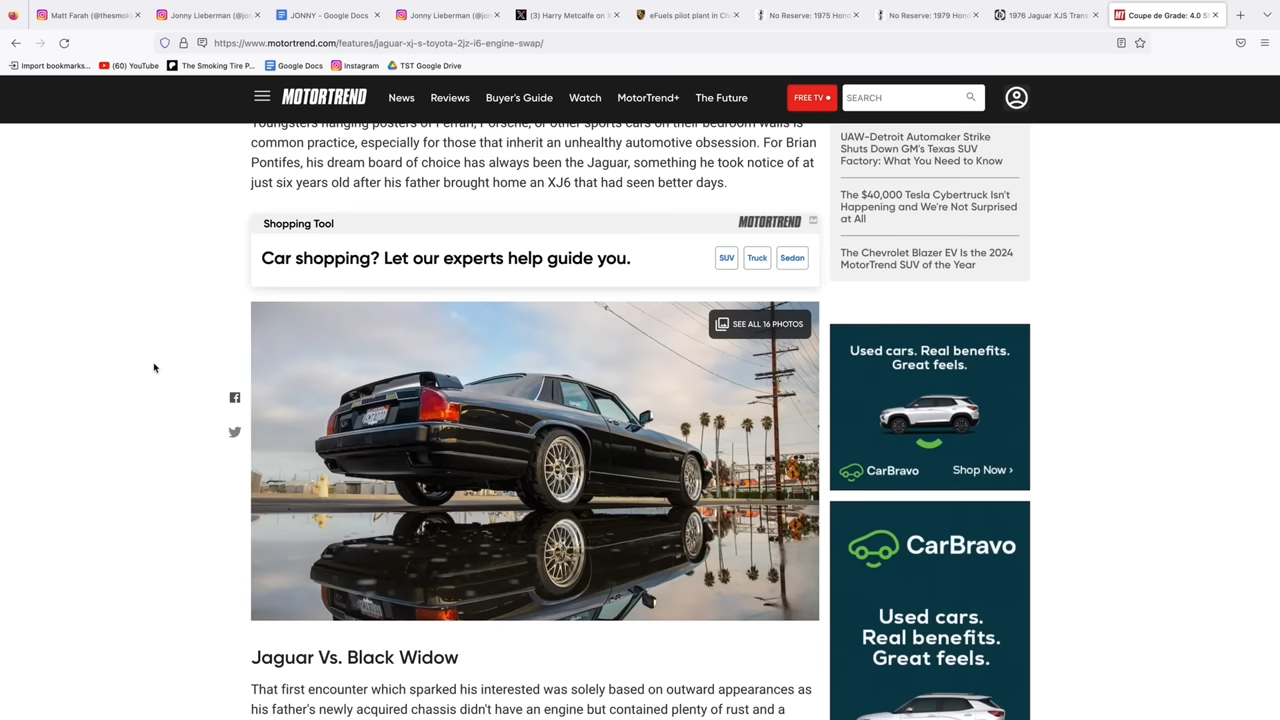 Matt Farah (@thesmoki
Jonny Lieberman (@jon
JONNY - Google Docs
Jonny Lieberman (@jon
(3) Harry Metcalfe on X
eFuels pilot plant in Ch
No Reserve: 1975 Hond
No Reserve: 1979 Hond
1976 Jaguar XJS Trans
Coupe de Grade: 4.0 S
https://www.motortrend.com/features/jaguar-xj-s-toyota-2jz-i6-engine-swap/
Import bookmarks...
(60) YouTube
The Smoking Tire P...
Google Docs
Instagram
TST Google Drive
MOTORTREND
News
Reviews
Buyer's Guide
Watch
MotorTrend+
The Future
FREE TV
SEARCH
Youngsters hanging posters of Ferrari, Porsche, or other sports cars on their bedroom walls is
common practice, especially for those that inherit an unhealthy automotive obsession. For Brian
Pontifes, his dream board of choice has always been the Jaguar, something he took notice of at
just six years old after his father brought home an XJ6 that had seen better days.
Shopping Tool
MOTORTREND
Ad
Car shopping? Let our experts help guide you.
SUV
Truck
Sedan
SEE ALL 16 PHOTOS
Jaguar Vs. Black Widow
That first encounter which sparked his interested was solely based on outward appearances as
his father's newly acquired chassis didn't have an engine but contained plenty of rust and a
UAW-Detroit Automaker Strike
Shuts Down GM's Texas SUV
Factory: What You Need to Know
The $40,000 Tesla Cybertruck Isn't
Happening and We're Not Surprised
at All
The Chevrolet Blazer EV Is the 2024
MotorTrend SUV of the Year
Used cars. Real benefits.
Great feels.
CarBravo
Shop Now ›
CarBravo
Used cars.
Real benefits.
Great feels.